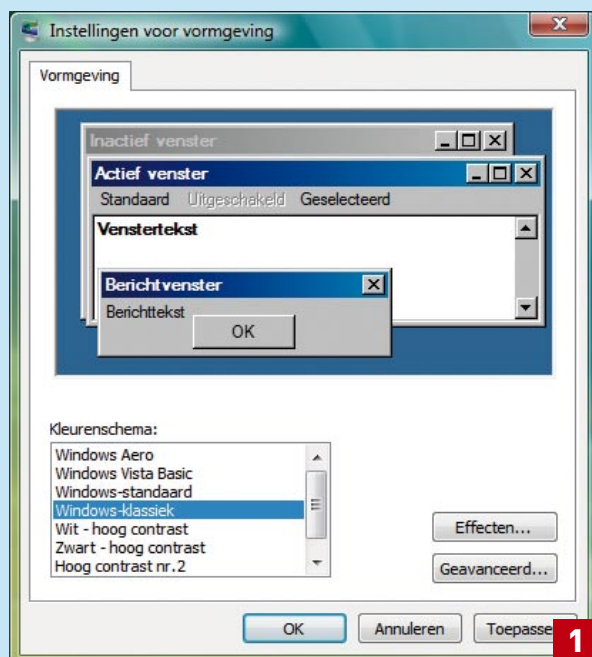 Instellingen voor vormgeving
Vormgeving
Inactief venster
Actief venster
Standaard Uitgeschakeld Geselecteerd
Venstertekst
Berichtvenster
Berichttekst
OK
Kleurenschema:
Windows Aero
Windows Vista Basic
Windows-standaard
Windows-klassiek
Wit - hoog contrast
Zwart - hoog contrast
Hoog contrast nr.2
Effecten...
Geavanceerd...
OK Annuleren Toepasse
1